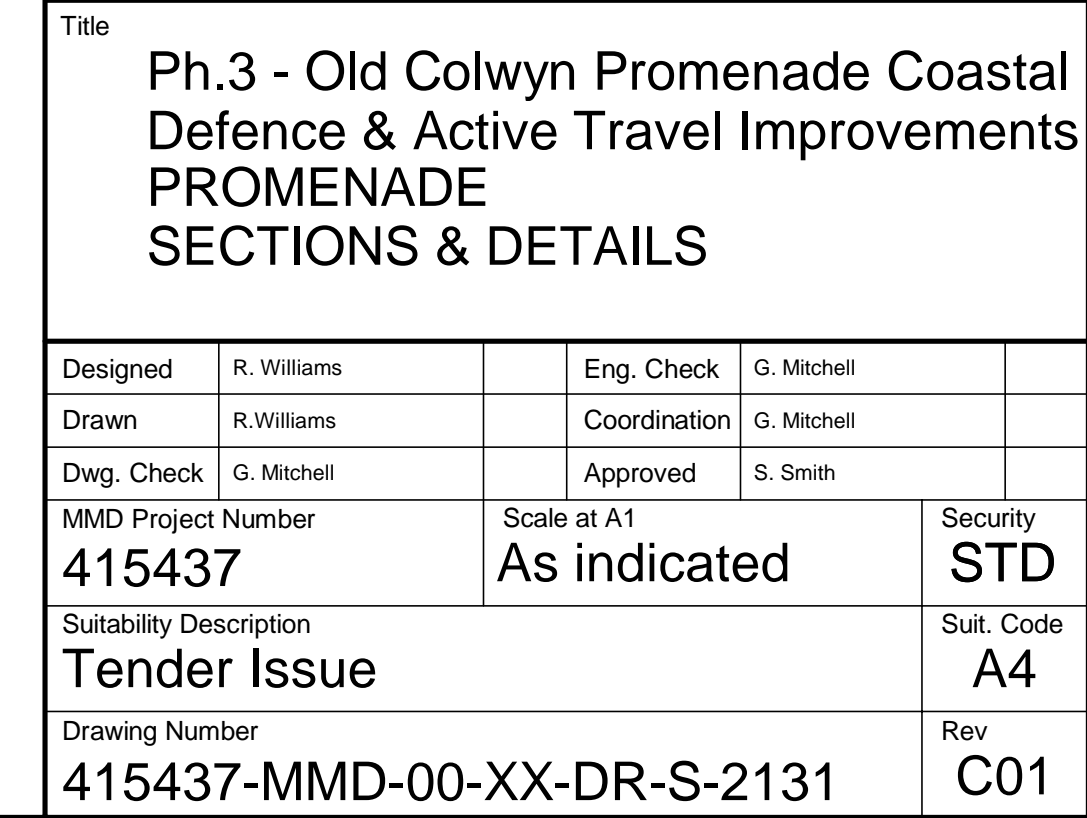 Title
Ph.3 - Old Colwyn Promenade Coastal
Defence & Active Travel Improvements
PROMENADE
SECTIONS & DETAILS
Designed R. Williams Eng. Check G. Mitchell
Drawn R.Williams Coordination G. Mitchell
Dwg. Check G. Mitchell Approved S. Smith
MMD Project Number Scale at A1 Security
415437 As indicated STD
Suitability Description Suit. Code
Tender Issue A4
Drawing Number Rev
415437-MMD-00-XX-DR-S-2131 C01